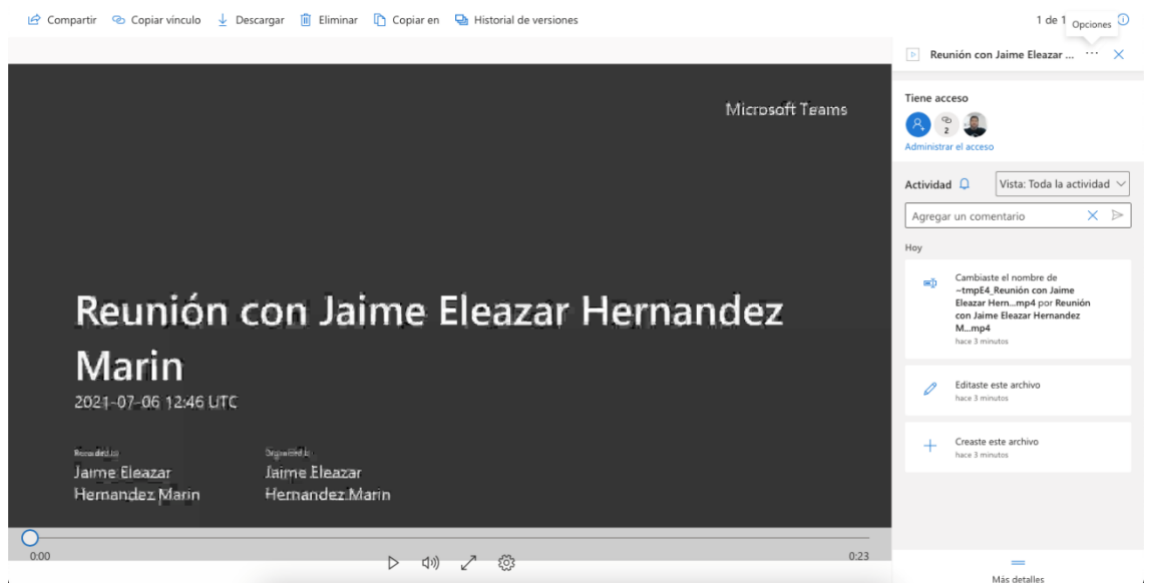 Compartir Copiar vínculo Descargar Eliminar Copiar en Historial de versiones 1 de 1 Opciones
Reunión con Jaime Eleazar ... ...
Tiene acceso
2
Administrar el acceso
Actividad Vista: Toda la actividad
Agregar un comentario
Hoy
Cambiaste el nombre de
~tmpE4_Reunión con Jaime
Eleazar Hern...mp4 por Reunión
con Jaime Eleazar Hernandez
M...mp4
hace 3 minutos
Editaste este archivo
hace 3 minutos
Creaste este archivo
hace 3 minutos
Más detalles
Microsoft Teams
Reunión con Jaime Eleazar Hernandez
Marin
2021-07-06 12:46 UTC
Jaime Eleazar
Hernandez Marin
Jaime Eleazar
Hernandez Marin
0:00 0:23